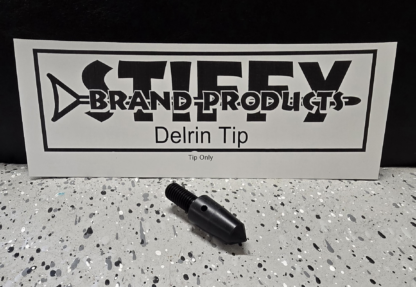 STIFFY
BRAND PRODUCTS
Delrin Tip
Tip Only